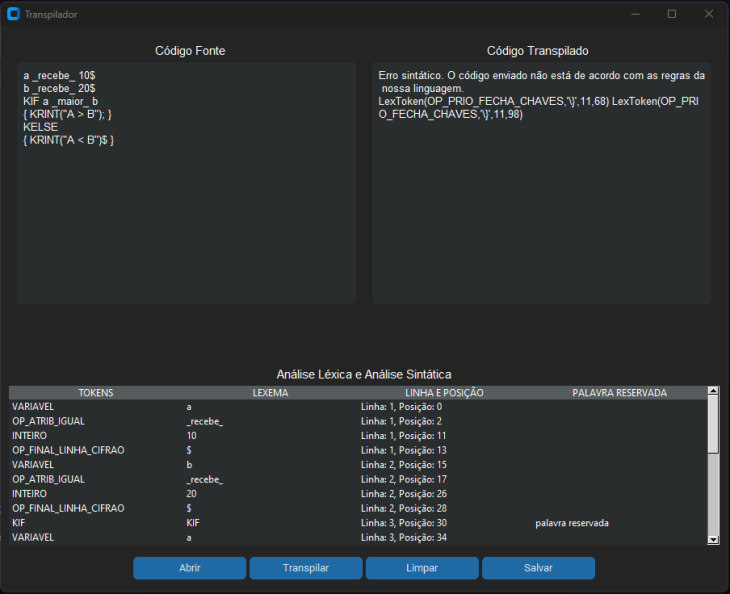 Transpilador
Código Fonte
a _recebe_ 10$
b _recebe_ 20$
KIF a _maior_ b
{ KRINT("A > B"); }
KELSE
{ KRINT("A < B")$ }
Código Transpilado
Erro sintático. O código enviado não está de acordo com as regras da
nossa linguagem.
LexToken(OP_PRIO_FECHA_CHAVES,'\}',11,68) LexToken(OP_PRI
O_FECHA_CHAVES,'\}',11,98)
Análise Léxica e Análise Sintática
TOKENS LEXEMA LINHA E POSIÇÃO PALAVRA RESERVADA
VARIAVEL a Linha: 1, Posição: 0
OP_ATRIB_IGUAL _recebe_ Linha: 1, Posição: 2
INTEIRO 10 Linha: 1, Posição: 11
OP_FINAL_LINHA_CIFRAO $ Linha: 1, Posição: 13
VARIAVEL b Linha: 2, Posição: 15
OP_ATRIB_IGUAL _recebe_ Linha: 2, Posição: 17
INTEIRO 20 Linha: 2, Posição: 26
OP_FINAL_LINHA_CIFRAO $ Linha: 2, Posição: 28
KIF KIF Linha: 3, Posição: 30 palavra reservada
VARIAVEL a Linha: 3, Posição: 34
Abrir Transpilar Limpar Salvar